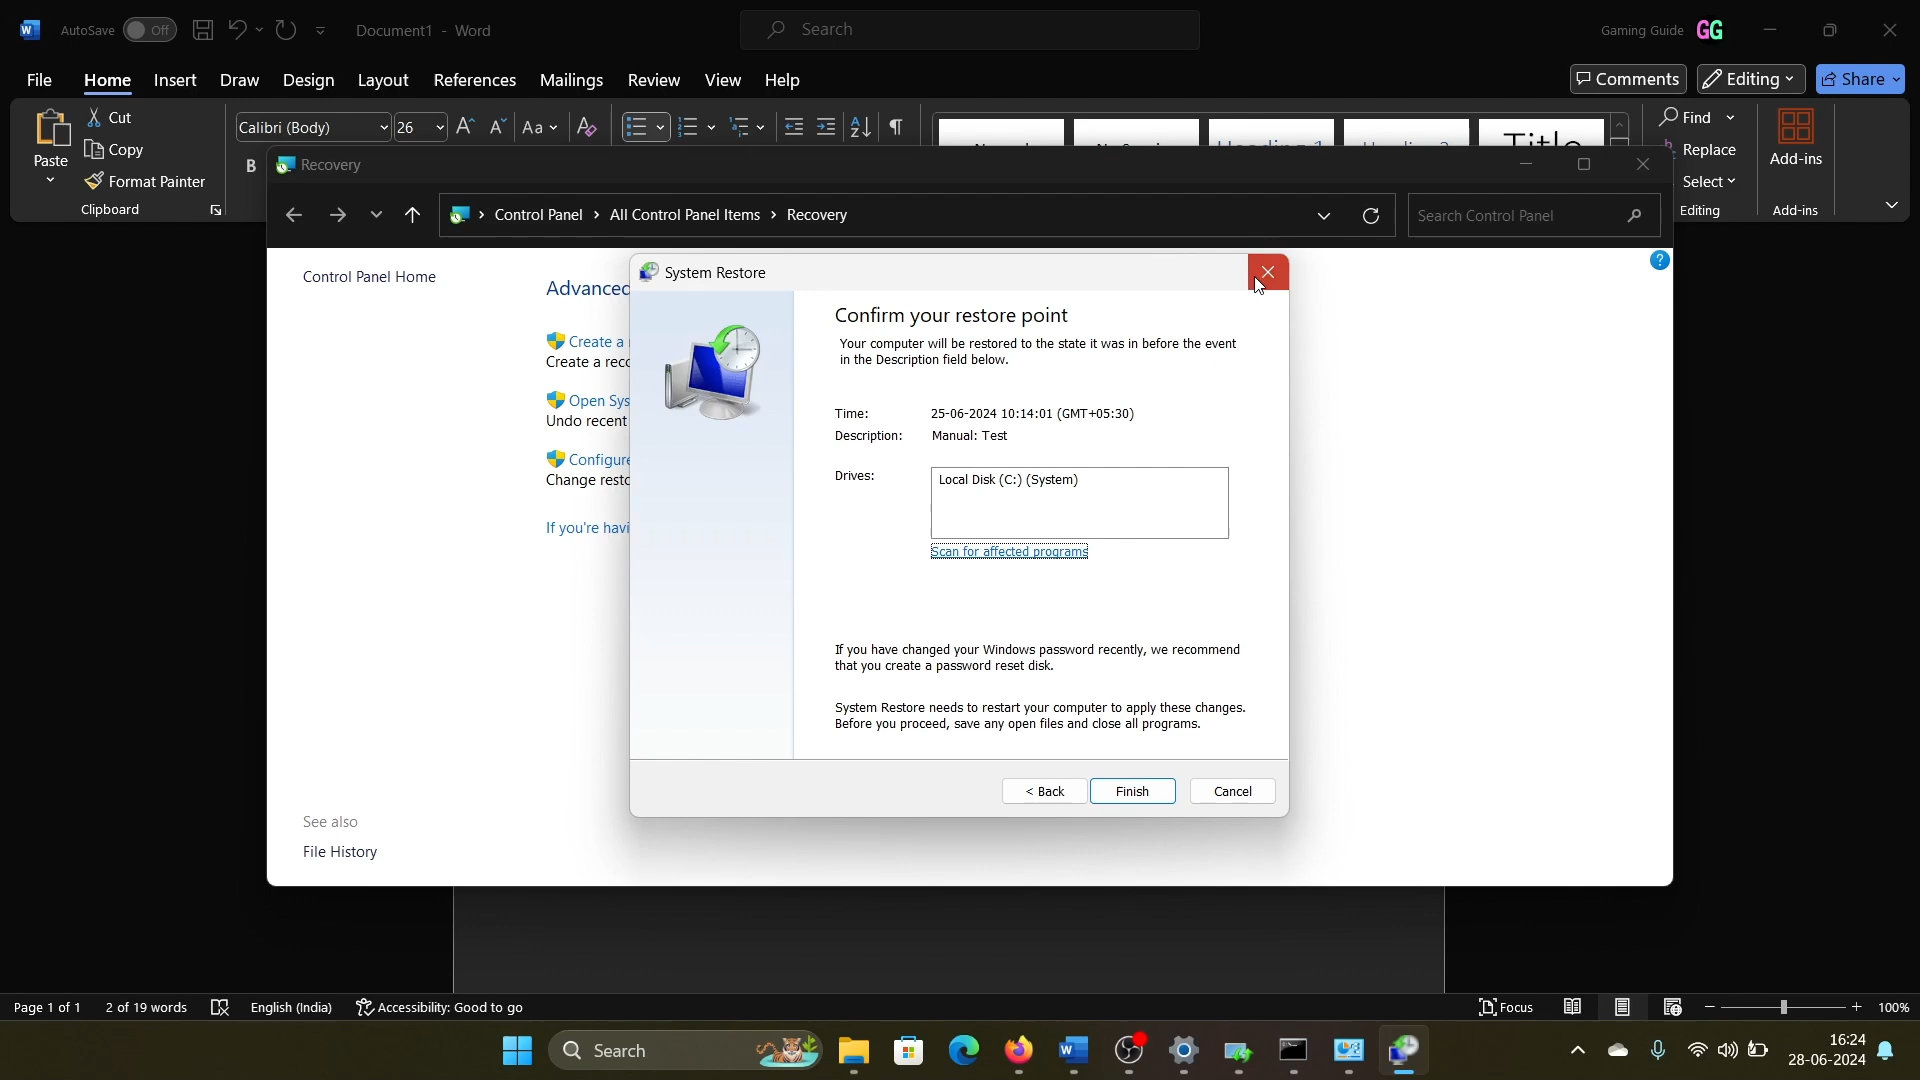 AutoSave Off Document1 - Word Search Gaming Guide GG
File Home Insert Draw Design Layout References Mailings Review View Help Comments Editing Share
Paste Cut Copy Format Painter
Clipboard
Calibri (Body) 26 Aa
B
Title
Find
Replace
Select
Editing
Add-ins
Add-ins
Recovery
Control Panel All Control Panel Items Recovery Search Control Panel
Control Panel Home
Advanced
Create a
Create a reco
Open Sys
Undo recent
Configure
Change resto
If you're havi
See also
File History
System Restore
Confirm your restore point
Your computer will be restored to the state it was in before the event
in the Description field below.
Time: 25-06-2024 10:14:01 (GMT+05:30)
Description: Manual: Test
Drives: Local Disk (C:) (System)
Scan for affected programs
If you have changed your Windows password recently, we recommend
that you create a password reset disk.
System Restore needs to restart your computer to apply these changes.
Before you proceed, save any open files and close all programs.
< Back Finish Cancel
Page 1 of 1 2 of 19 words English (India) Accessibility: Good to go Focus 100%
Search 16:24
28-06-2024